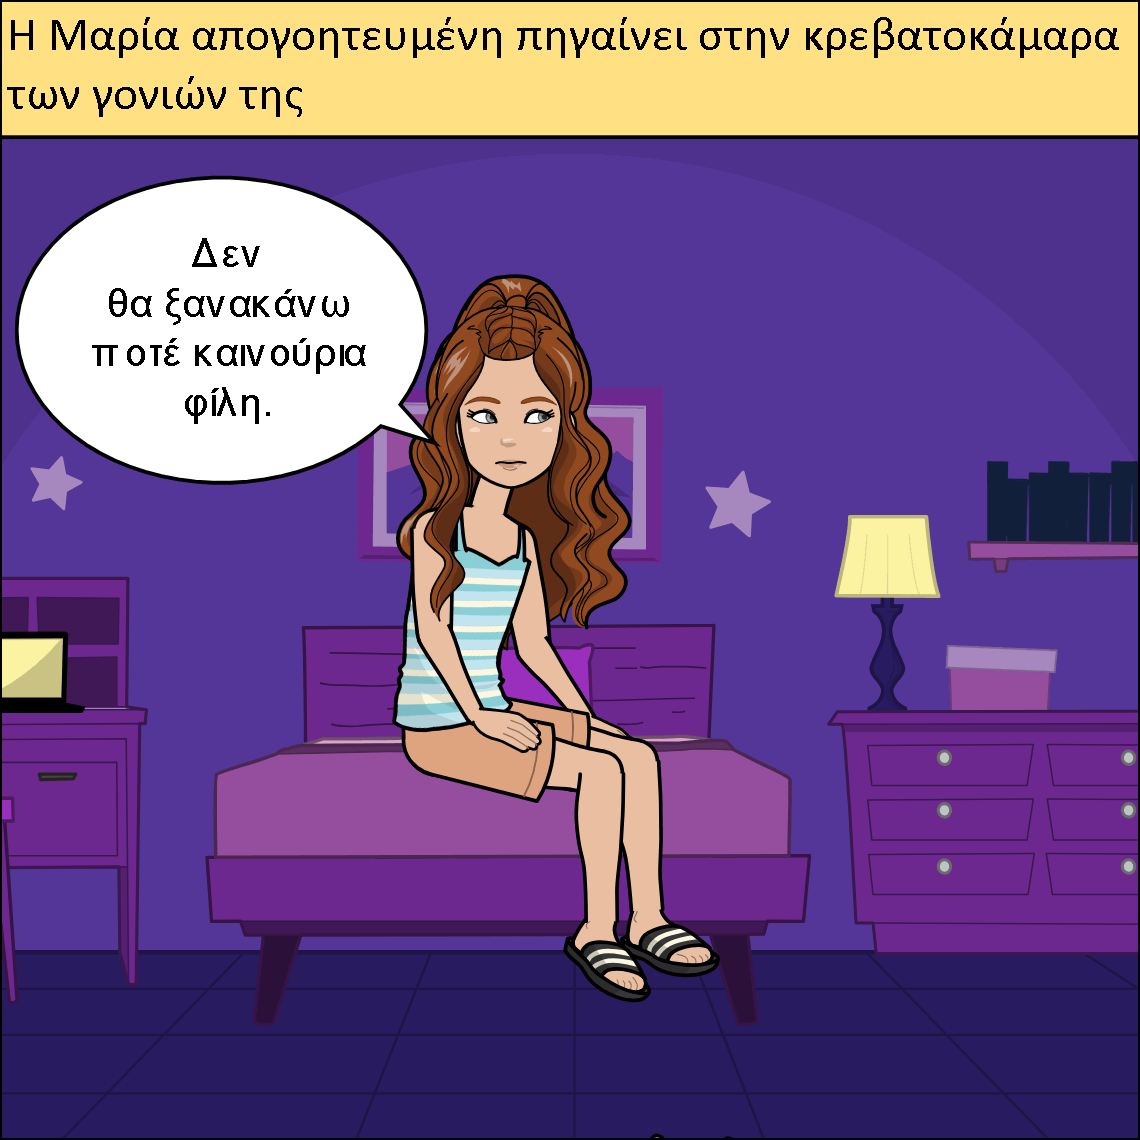 Η Μαρία απογοητευμένη πηγαίνει στην κρεβατοκάμαρα
των γονιών της
Δεν
θα ξανακάνω
ποτέ καινούρια
φίλη.